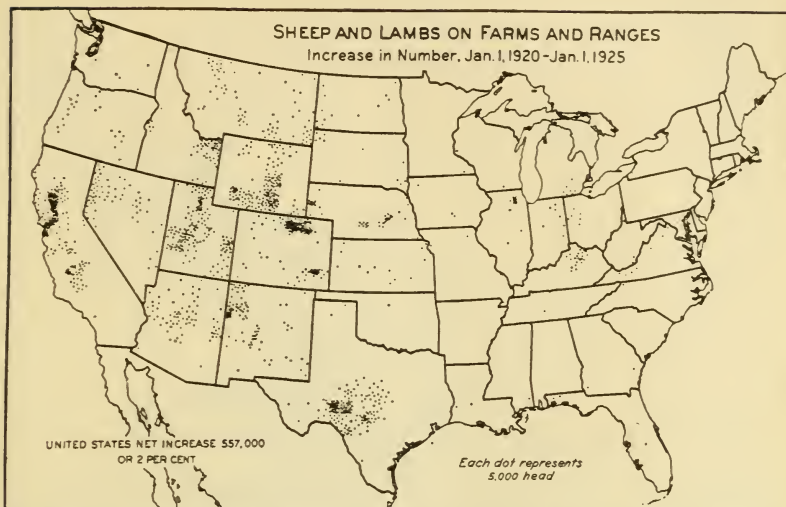 SHEEP AND LAMBS ON FARMS AND RANGES
Increase in Number, Jan. 1, 1920-Jan. 1, 1925
UNITED STATES NET INCREASE 557,000
OR 2 PER CENT
Each dot represents
5,000 head